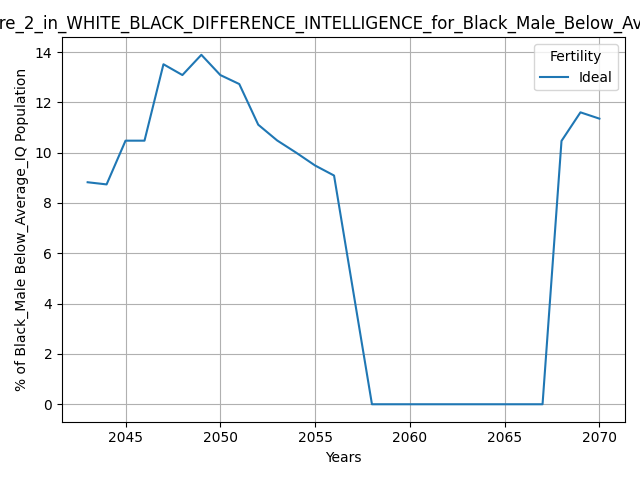 re_2_in_WHITE_BLACK_DIFFERENCE_INTELLIGENCE_for_Black_Male_Below_Av
% of Black_Male Below_Average_IQ Population
14
12
10
8
6
4
2
0
Fertility
Ideal
2045 2050 2055 2060 2065 2070
Years